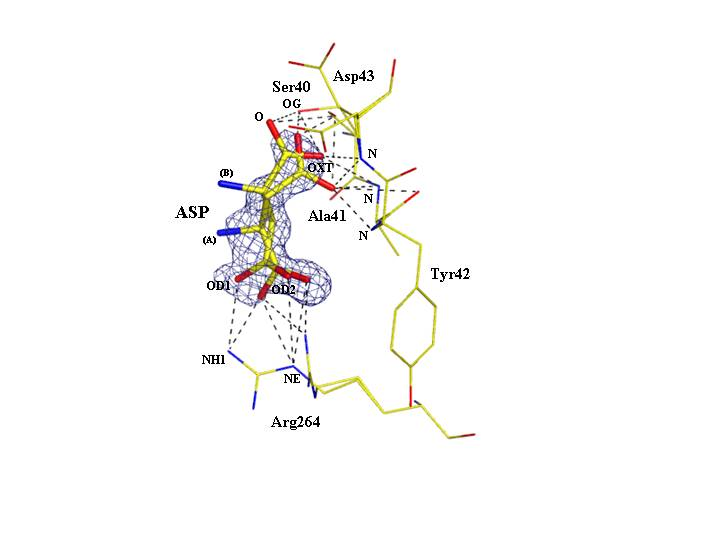 Asp43
Ser40
OG
O
N
OXT
(B)
N
ASP
Ala41
N
(A)
Tyr42
OD1
OD2
NH1
NE
Arg264